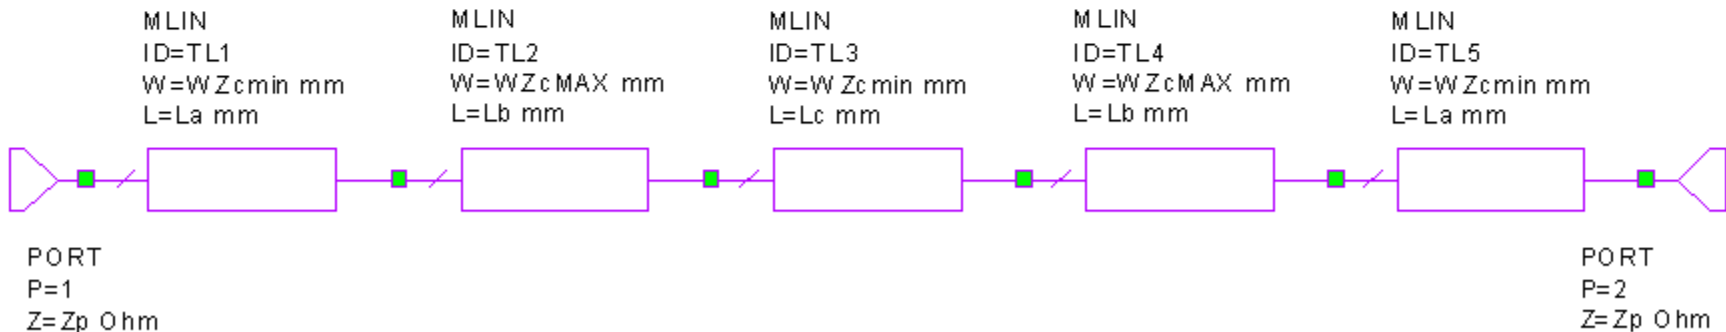 MLIN
ID=TL1
W=WZcmin mm
L=La mm
MLIN
ID=TL2
W=WZcMAX mm
L=Lb mm
MLIN
ID=TL3
W=WZcmin mm
L=Lc mm
MLIN
ID=TL4
W=WZcMAX mm
L=Lb mm
MLIN
ID=TL5
W=WZcmin mm
L=La mm
PORT
P=1
Z=Zp Ohm
PORT
P=2
Z=Zp Ohm